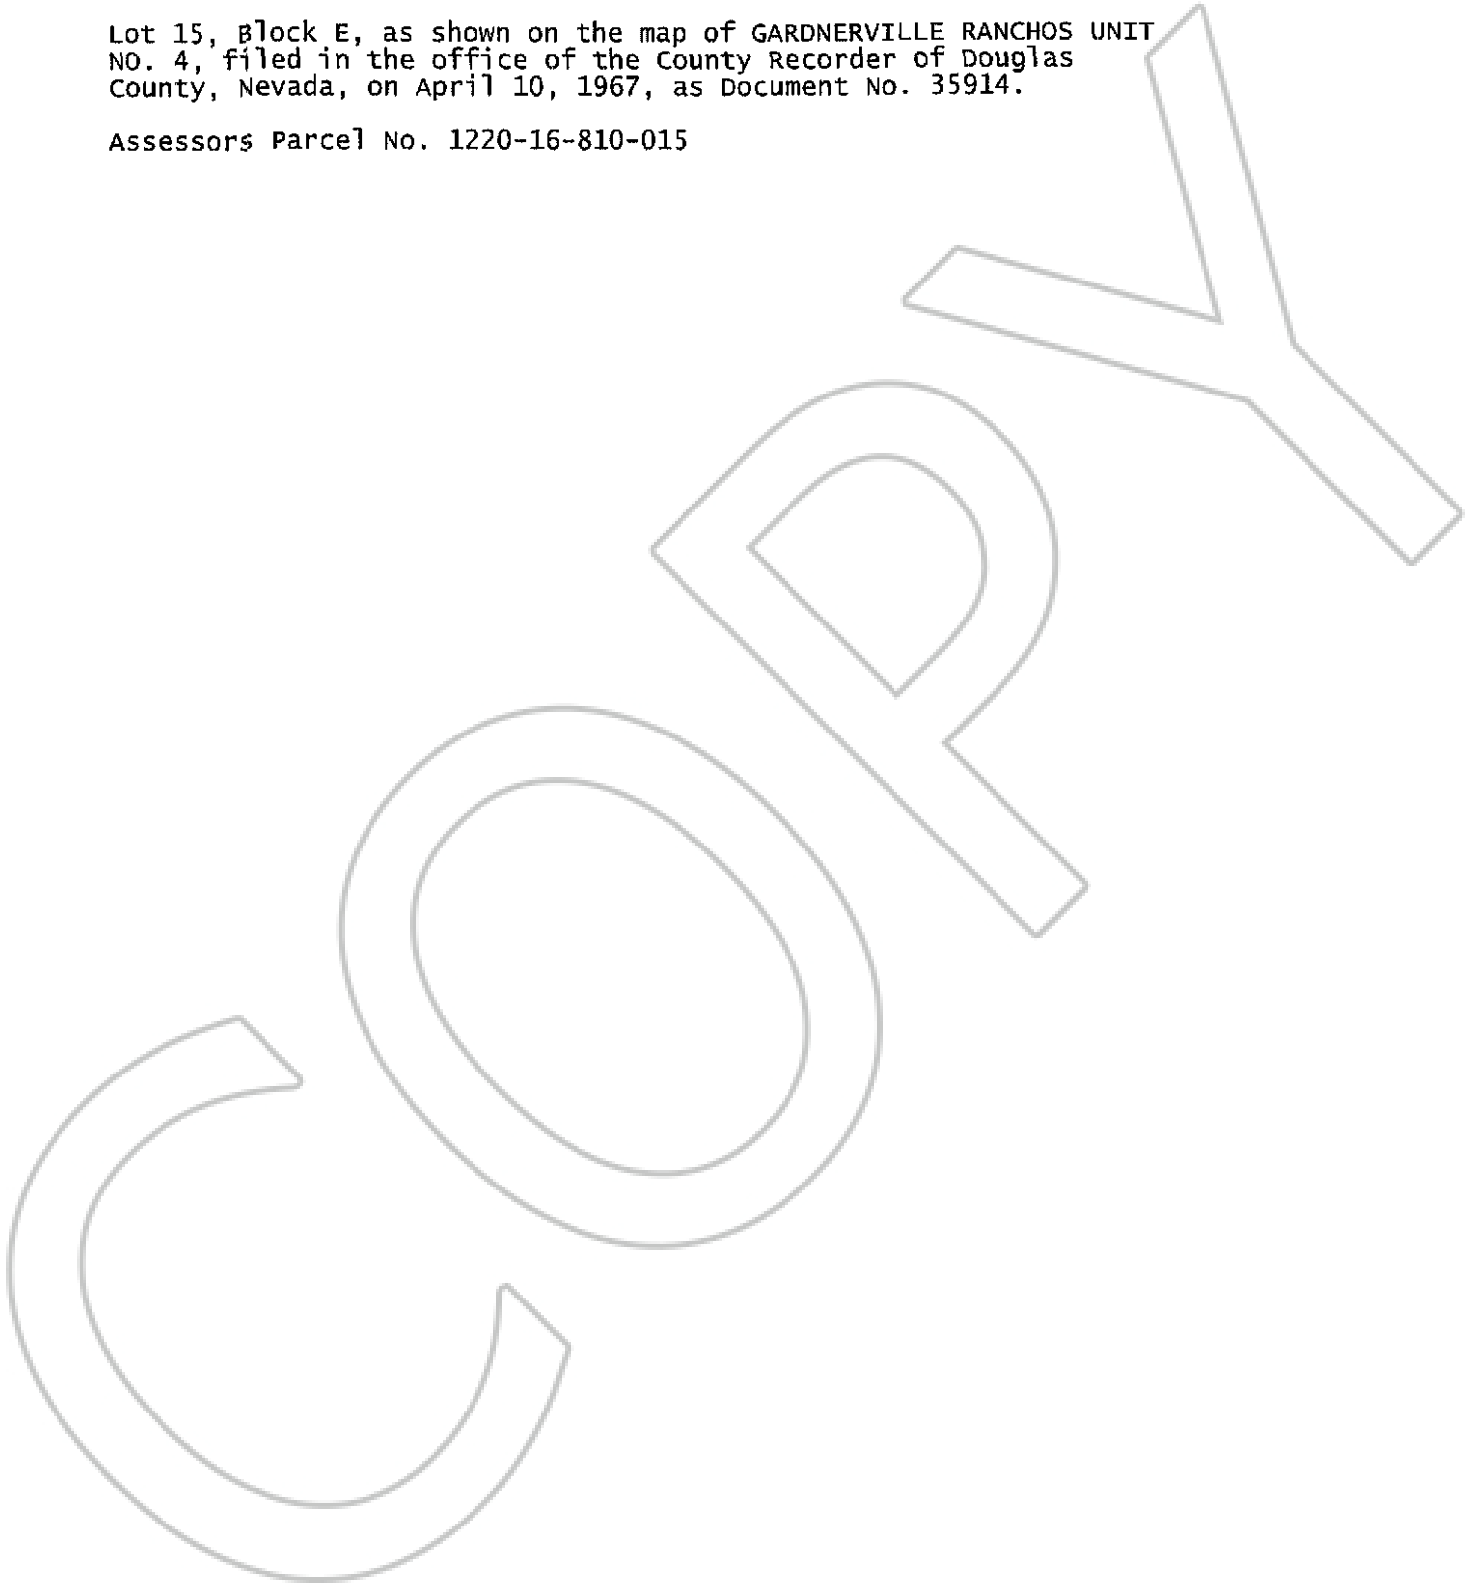 Lot 15, Block E, as shown on the map of GARDNERVILLE RANCHOS UNIT
NO. 4, filed in the office of the County Recorder of Douglas
County, Nevada, on April 10, 1967, as Document No. 35914.
Assessors Parcel No. 1220-16-810-015
COPY